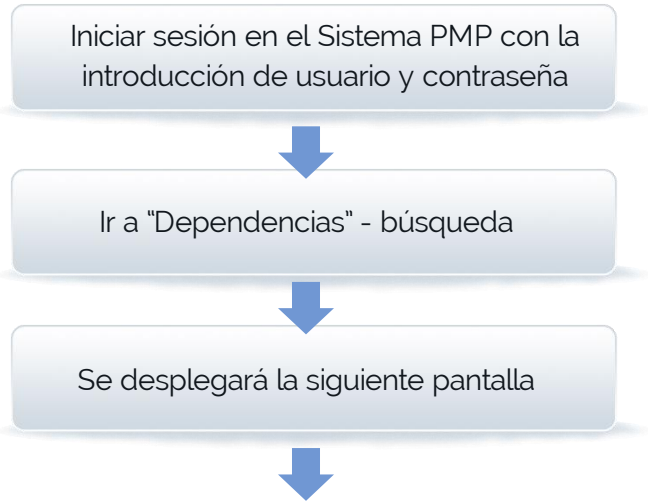 Iniciar sesión en el Sistema PMP con la
introducción de usuario y contraseña
Ir a “Dependencias” - búsqueda
Se desplegará la siguiente pantalla